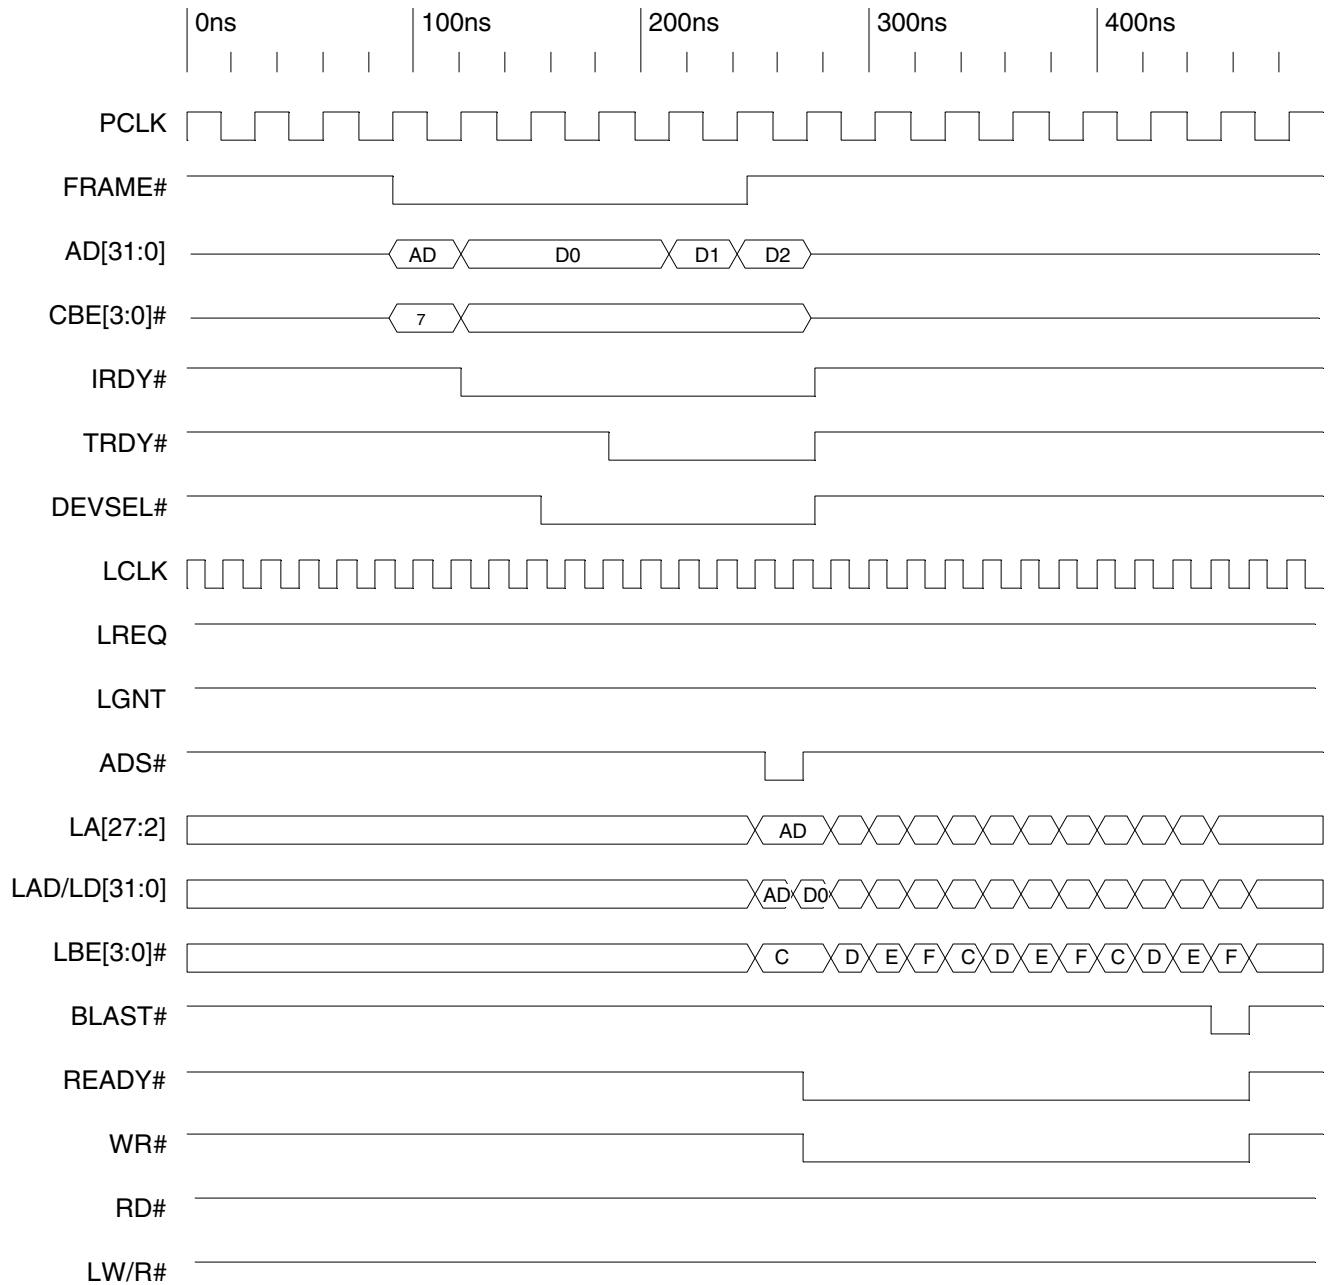 0ns 100ns 200ns 300ns 400ns
PCLK
FRAME#
AD[31:0] AD D0 D1 D2
CBE[3:0]# 7
IRDY#
TRDY#
DEVSEL#
LCLK
LREQ
LGNT
ADS#
LA[27:2] AD
LAD/LD[31:0] AD D0
LBE[3:0]# C D E F C D E F C D E F
BLAST#
READY#
WR#
RD#
LW/R#